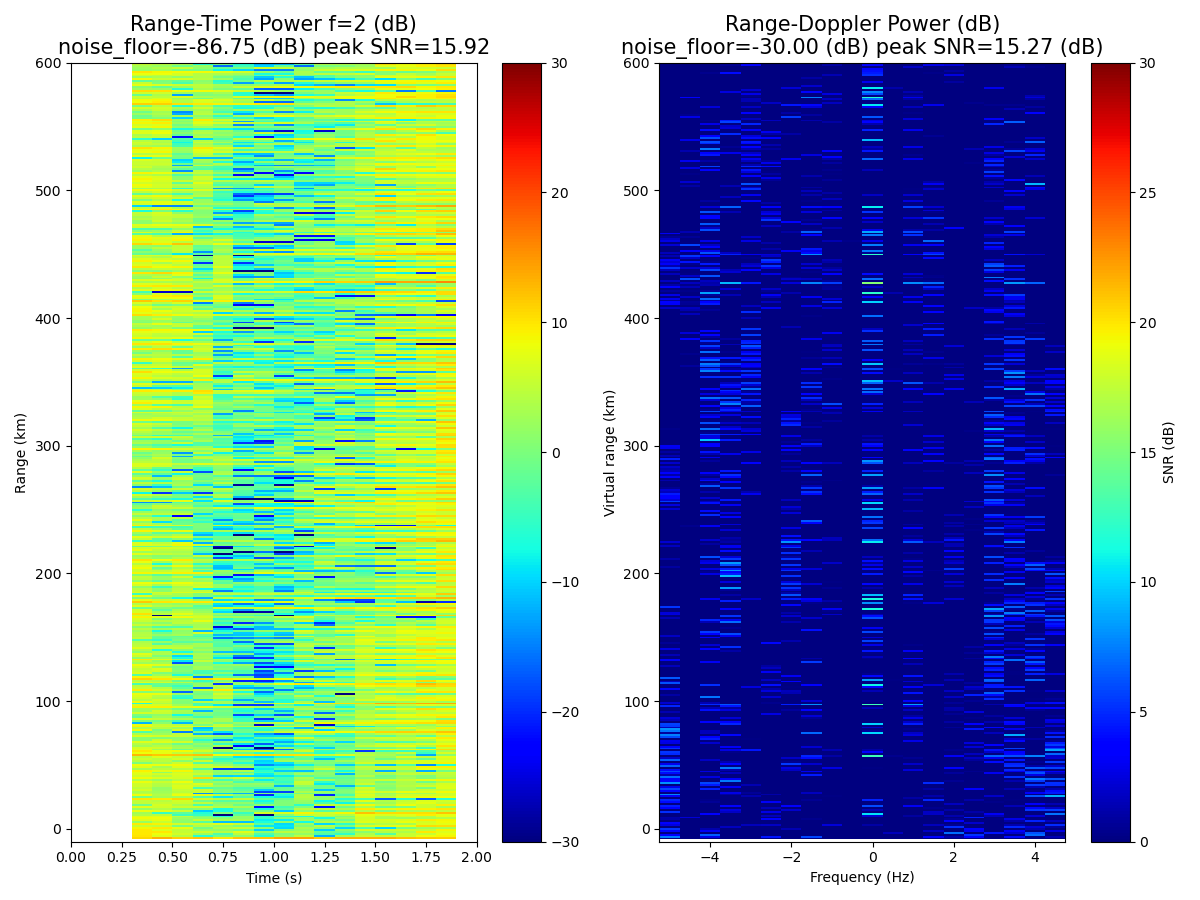 Range-Time Power f=2 (dB)
noise_floor=-86.75 (dB) peak SNR=15.92
600
500
400
300
200
100
0
Range (km)
0.00 0.25 0.50 0.75 1.00 1.25 1.50 1.75 2.00
Time (s)
30
20
10
0
−10
−20
−30
Range-Doppler Power (dB)
noise_floor=-30.00 (dB) peak SNR=15.27 (dB)
600
500
400
300
200
100
0
Virtual range (km)
−4 −2 0 2 4
Frequency (Hz)
30
25
20
15
10
5
0
SNR (dB)